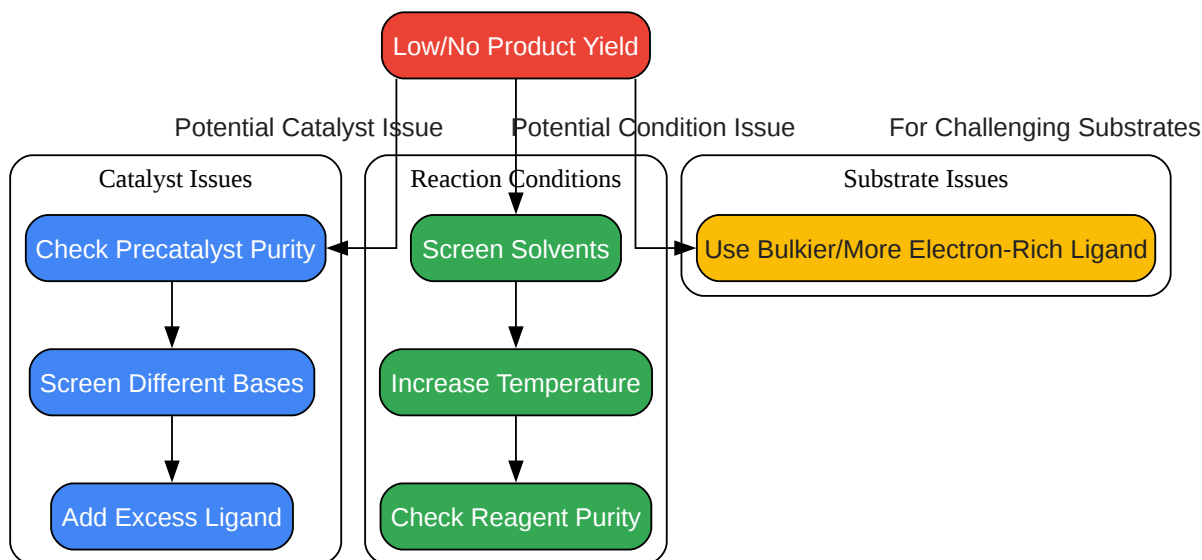 Low/No Product Yield
Potential Catalyst Issue
Potential Condition Issue
For Challenging Substrates
Catalyst Issues
Reaction Conditions
Substrate Issues
Check Precatalyst Purity
Screen Solvents
Use Bulkier/More Electron-Rich Ligand
Screen Different Bases
Increase Temperature
Add Excess Ligand
Check Reagent Purity